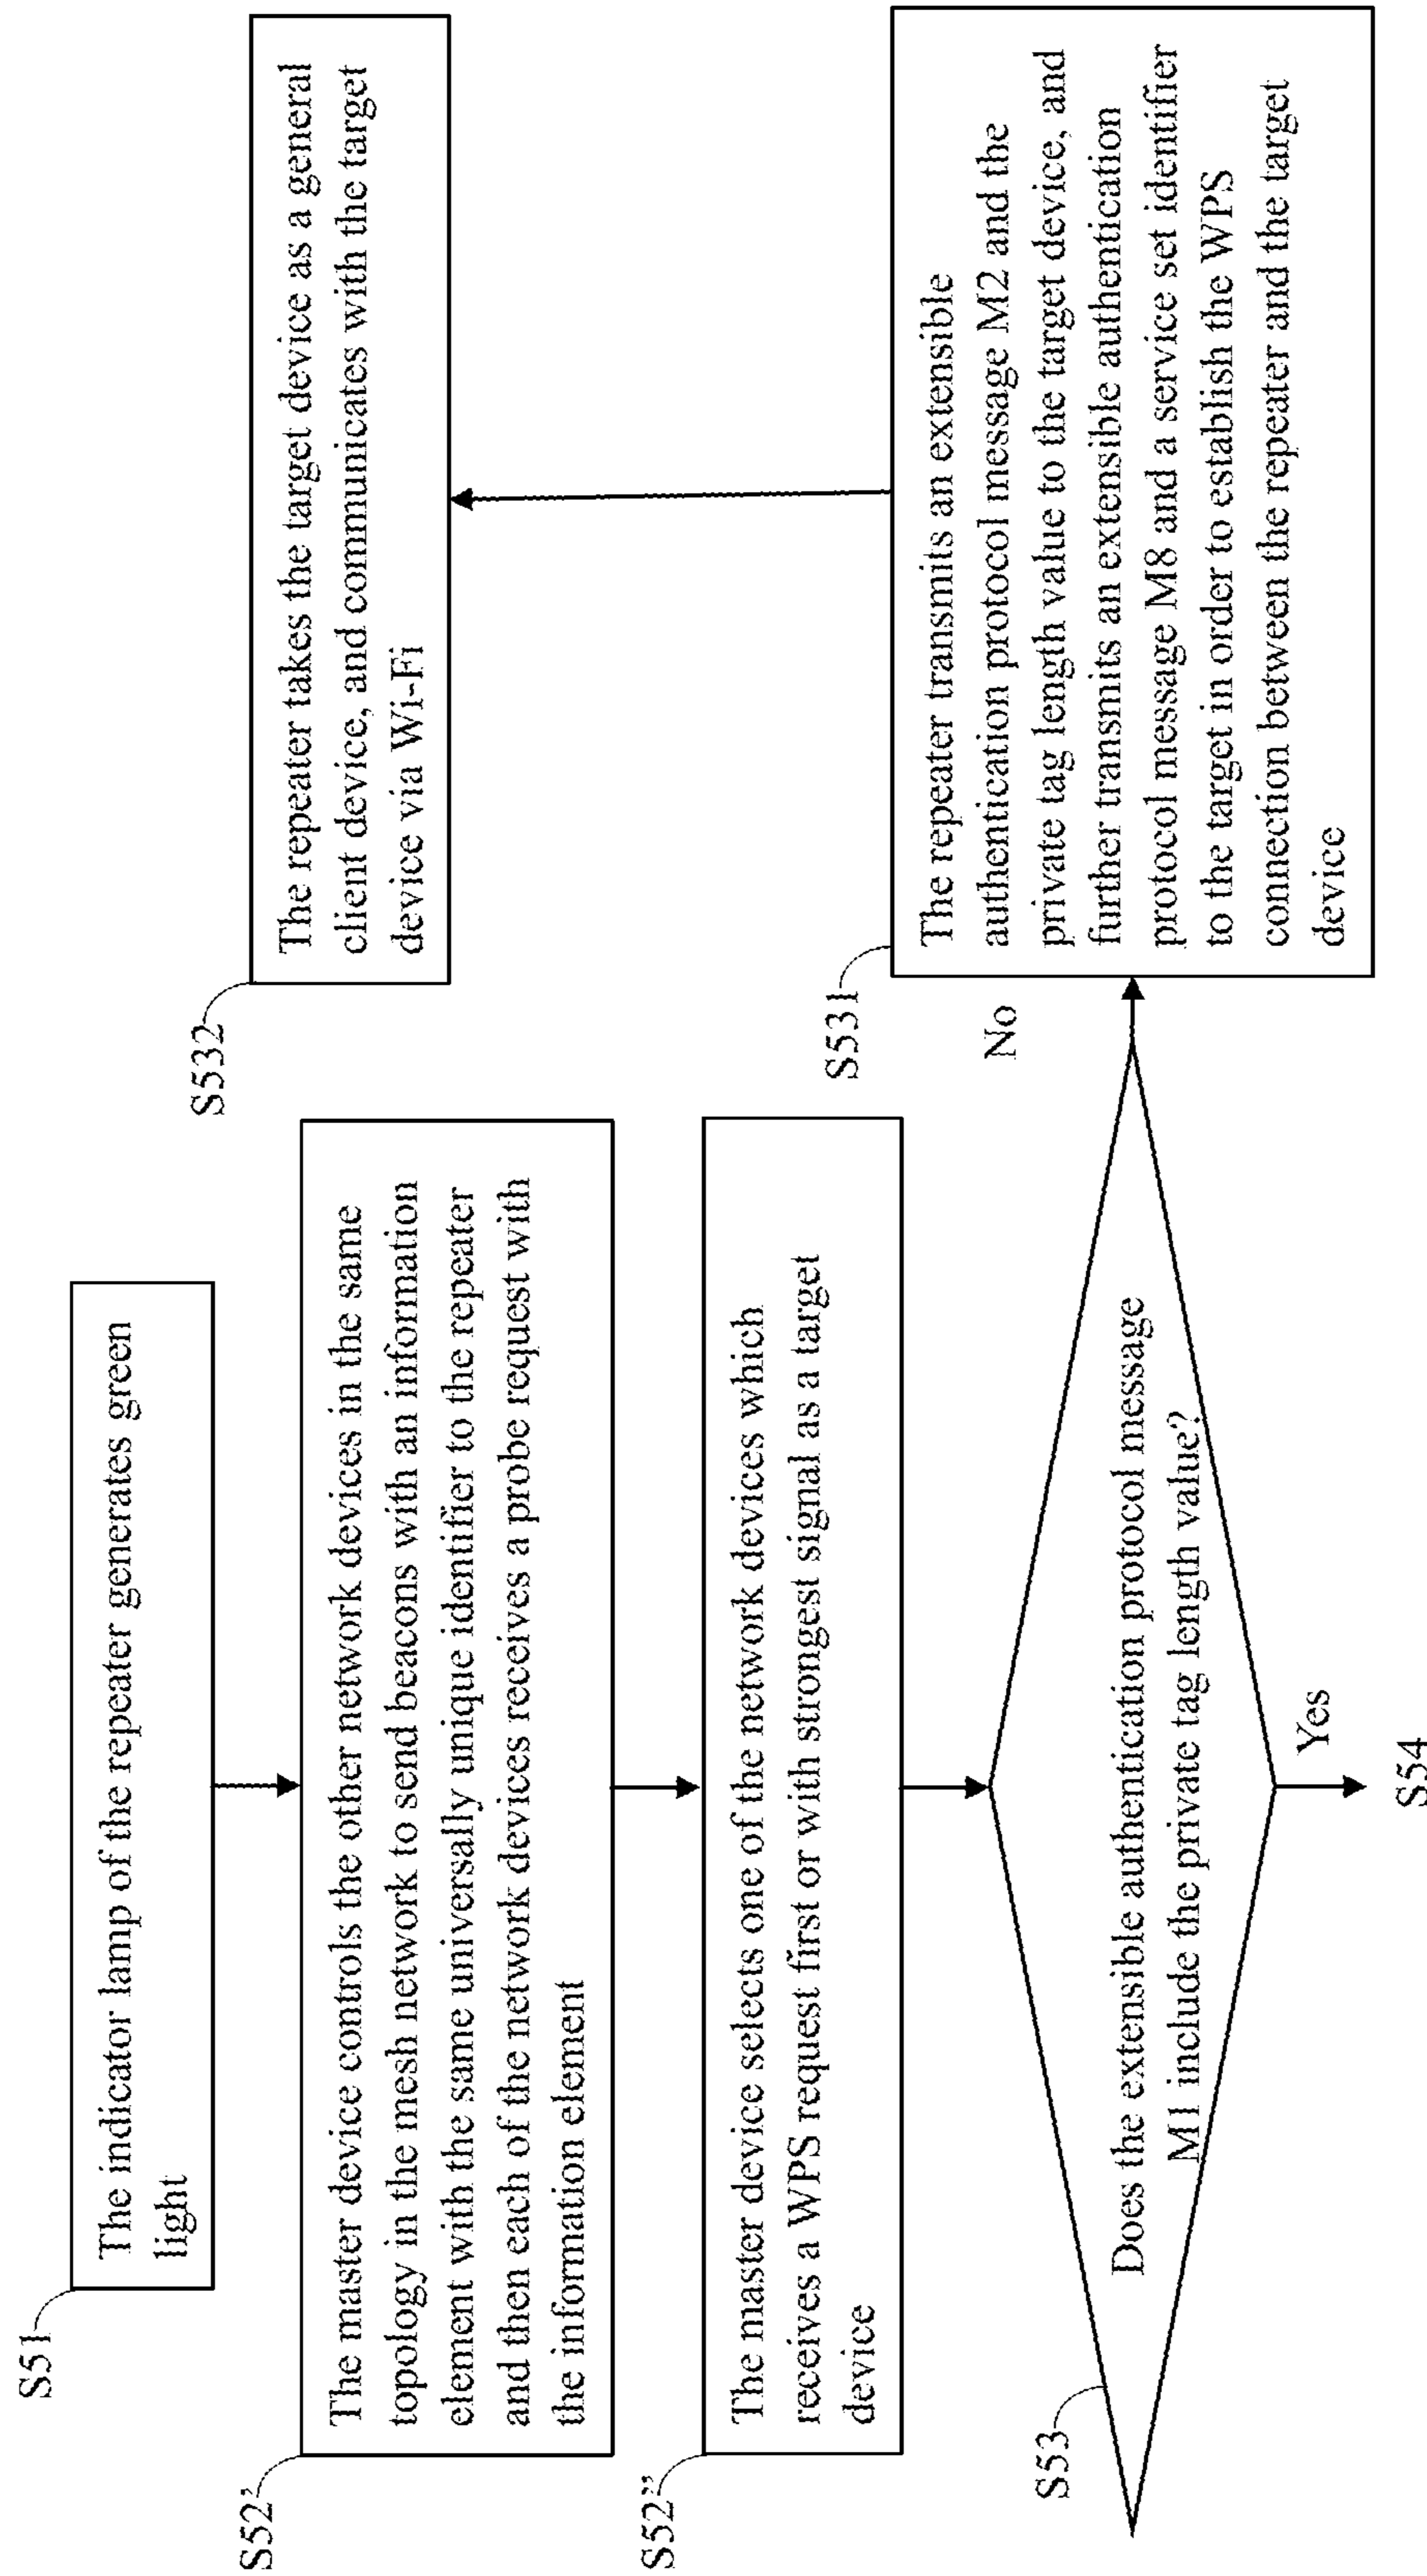 S51
The indicator lamp of the repeater generates green
light
S52’
The master device controls the other network devices in the same
topology in the mesh network to send beacons with an information
element with the same universally unique identifier to the repeater
and then each of the network devices receives a probe request with
the information element
S52”
The master device selects one of the network devices which
receives a WPS request first or with strongest signal as a target
device
S53
Does the extensible authentication protocol message
M1 include the private tag length value?
Yes
S54
No
S531
The repeater transmits an extensible
authentication protocol message M2 and the
private tag length value to the target device, and
further transmits an extensible authentication
protocol message M8 and a service set identifier
to the target in order to establish the WPS
connection between the repeater and the target
device
S532
The repeater takes the target device as a general
client device, and communicates with the target
device via Wi-Fi